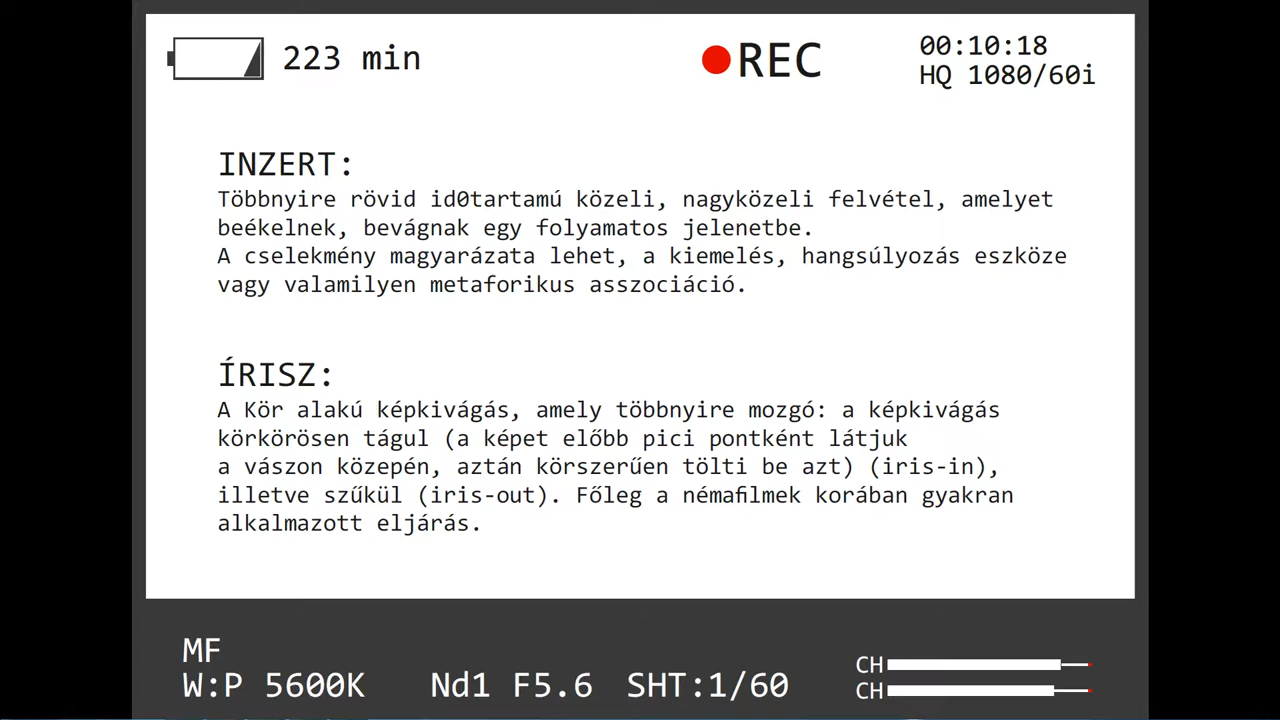 223 min
REC
00:10:18
HQ 1080/60i
INZERT:
Többnyire rövid id0tartamú közeli, nagyközeli felvétel, amelyet
beékelnek, bevágnak egy folyamatos jelenetbe.
A cselekmény magyarázata lehet, a kiemelés, hangsúlyozás eszköze
vagy valamilyen metaforikus asszociáció.
ÍRISZ:
A Kör alakú képkivágás, amely többnyire mozgó: a képkivágás
körkörösen tágul (a képet előbb pici pontként látjuk
a vászon közepén, aztán körszerűen tölti be azt) (iris-in),
illetve szűkül (iris-out). Főleg a némafilmek korában gyakran
alkalmazott eljárás.
MF
W:P 5600K Nd1 F5.6 SHT:1/60
CH
CH